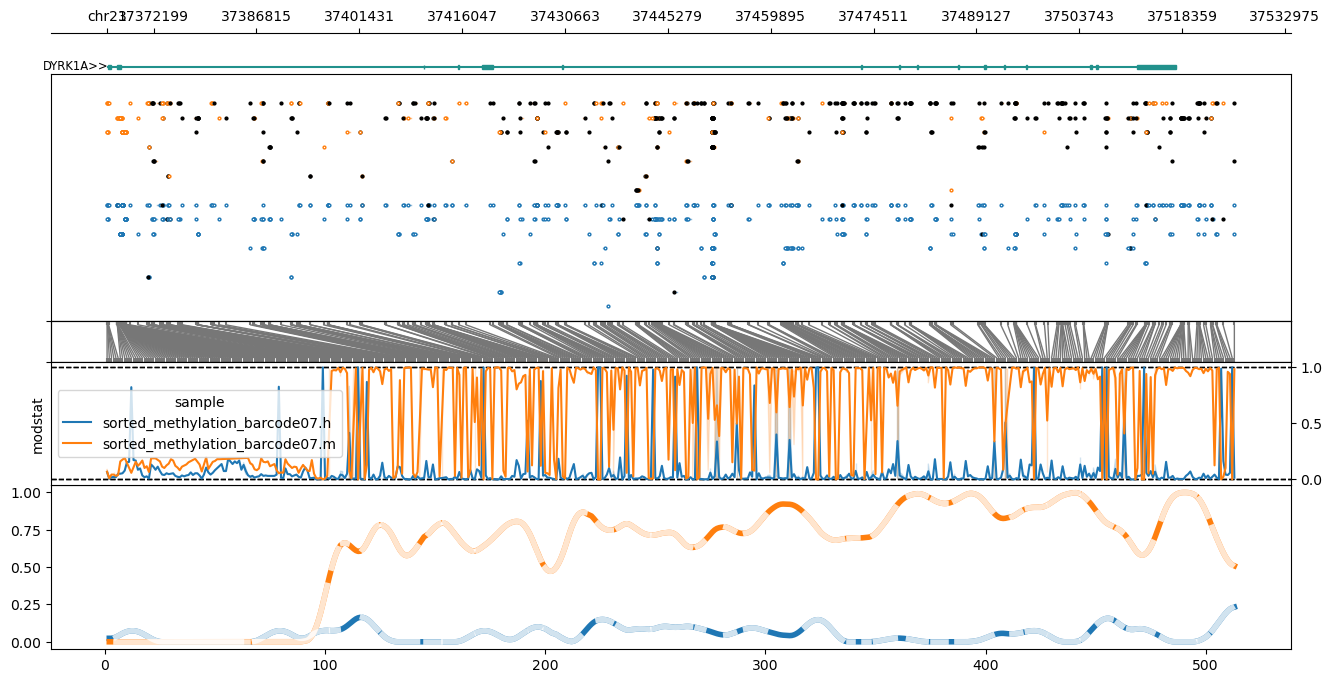 chr21 37372199 37386815 37401431 37416047 37430663 37445279 37459895 37474511 37489127 37503743 37518359 37532975
DYRK1A>>
modstat
sample
sorted_methylation_barcode07.h
sorted_methylation_barcode07.m
1.0
0.5
0.0
1.00
0.75
0.50
0.25
0.00
0 100 200 300 400 500